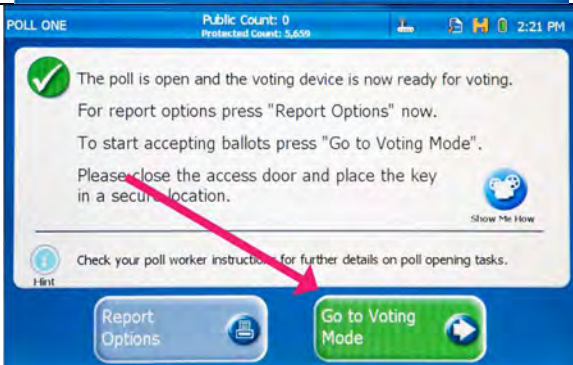 POLL ONE
Public Count: 0
Protected Count: 5,659
2:21 PM
The poll is open and the voting device is now ready for voting.
For report options press "Report Options" now.
To start accepting ballots press "Go to Voting Mode".
Please close the access door and place the key
in a secure location.
Show Me How
Hint
Check your poll worker instructions for further details on poll opening tasks.
Report
Options
Go to Voting
Mode